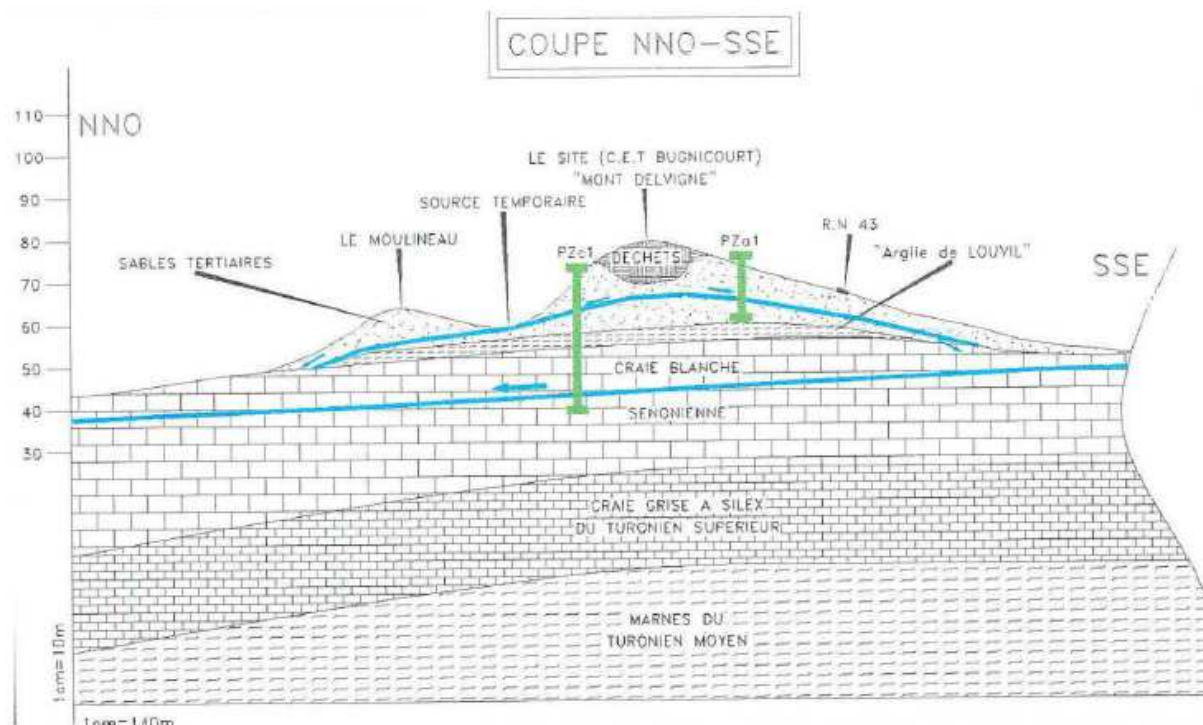 COUPE NNO-SSE
110
NNO
100
90
80
70
60
50
40
30
LE SITE (C.E.T BUGNICOURT)
"MONT DELVIGNE"
SOURCE TEMPORAIRE
LE MOULINEAU
SABLES TERTIAIRES
PZc1
DECHETS
PZa1
R.N 43
"Argile de LOUVIL"
SSE
CRAIE BLANCHE
SENONIENNE
CRAIE GRISE A SILEX
DU TURONIEN SUPERIEUR
MARNES DU
TURONIEN MOYEN
1cm=10m
1cm=140m